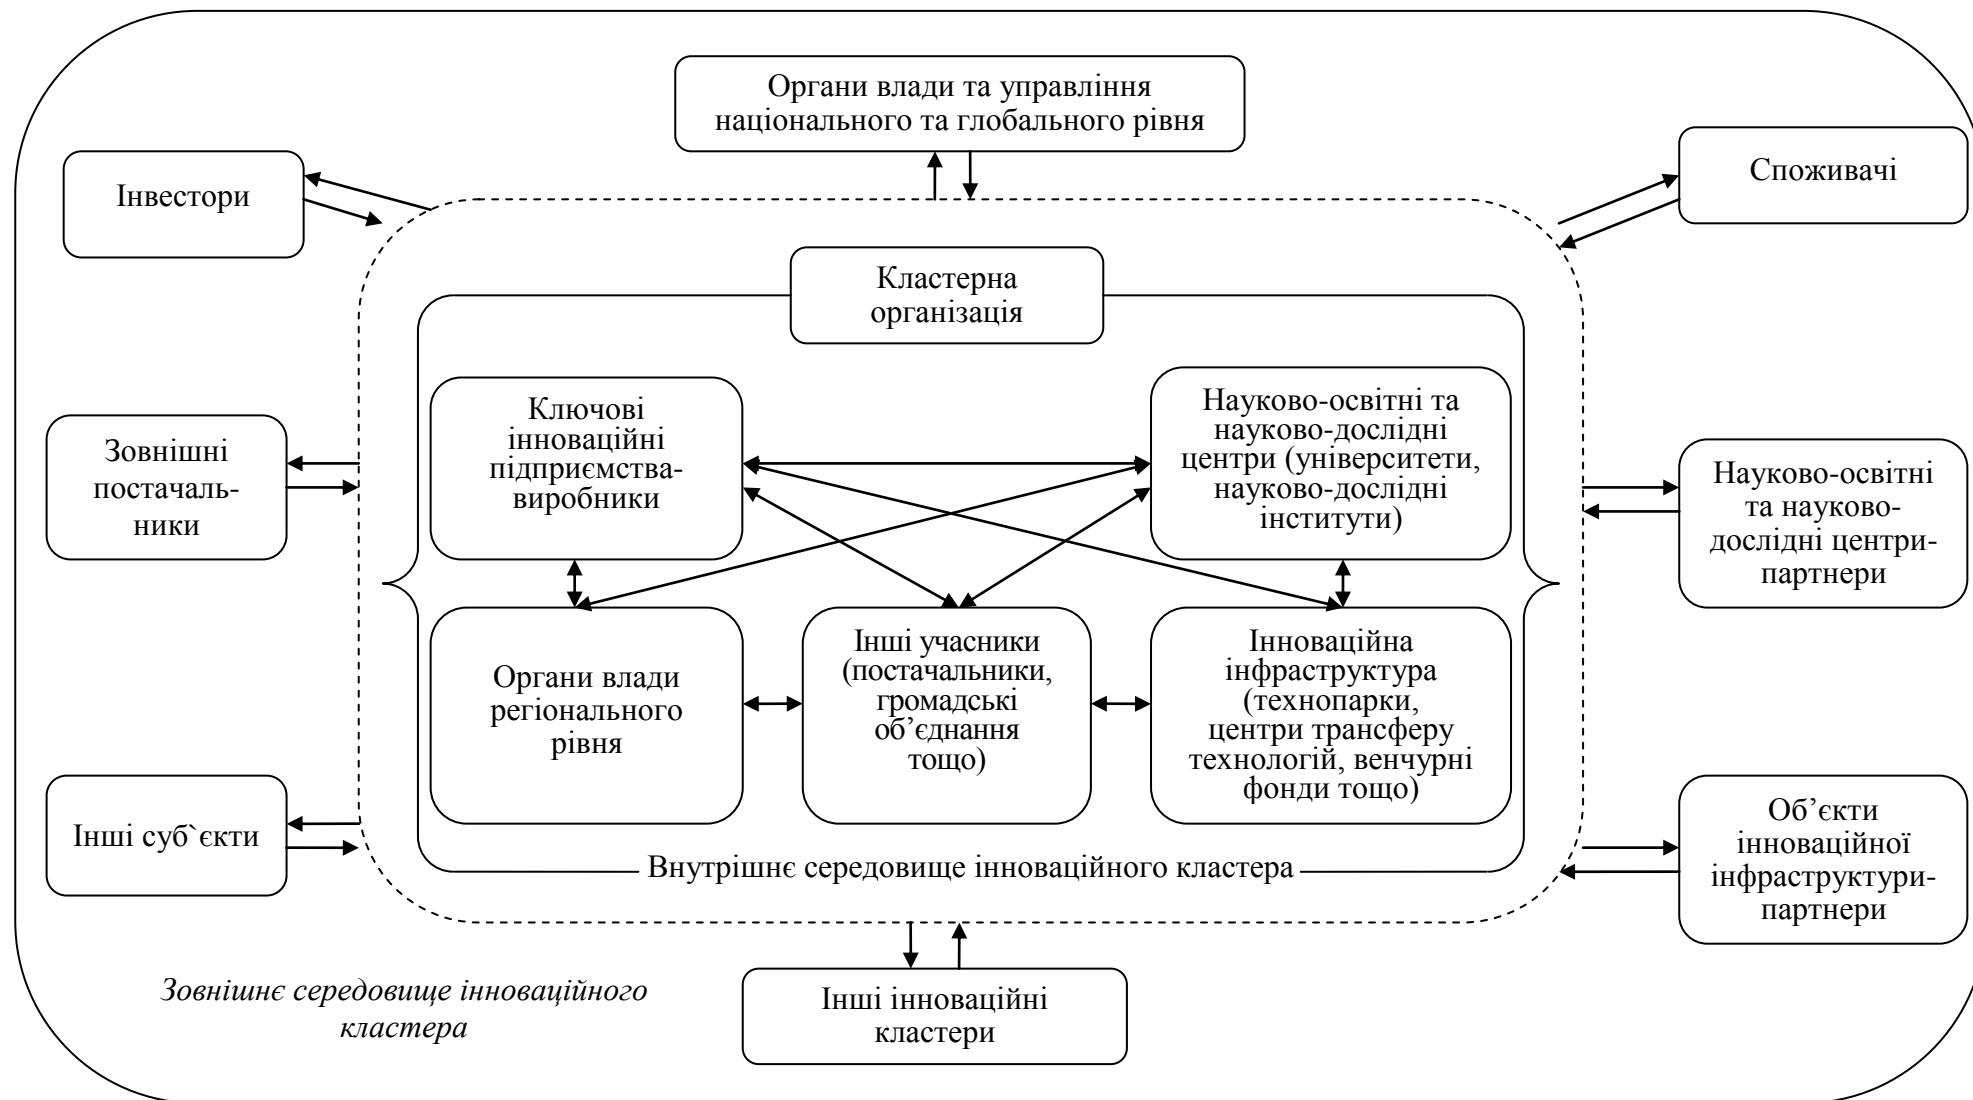 Органи влади та управління
національного та глобального рівня
Інвестори
Споживачі
Кластерна
організація
Ключові
інноваційні
підприємства-
виробники
Науково-освітні та
науково-дослідні
центри (університети,
науково-дослідні
інститути)
Зовнішні
постачаль-
ники
Науково-освітні
та науково-
дослідні центри-
партнери
Органи влади
регіонального
рівня
Інші учасники
(постачальники,
громадські
об’єднання
тощо)
Інноваційна
інфраструктура
(технопарки,
центри трансферу
технологій, венчурні
фонди тощо)
Інші суб`єкти
Об’єкти
інноваційної
інфраструктури-
партнери
Внутрішнє середовище інноваційного кластера
Зовнішнє середовище інноваційного
кластера
Інші інноваційні
кластери